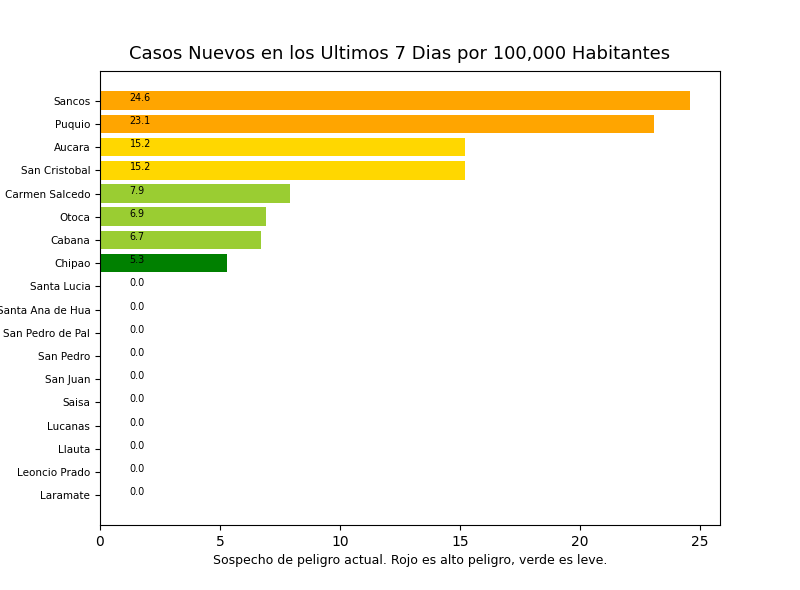 Casos Nuevos en los Ultimos 7 Dias por 100,000 Habitantes
Sancos 24.6
Puquio 23.1
Aucara 15.2
San Cristobal 15.2
Carmen Salcedo 7.9
Otoca 6.9
Cabana 6.7
Chipao 5.3
Santa Lucia 0.0
Santa Ana de Hua 0.0
San Pedro de Pal 0.0
San Pedro 0.0
San Juan 0.0
Saisa 0.0
Lucanas 0.0
Llauta 0.0
Leoncio Prado 0.0
Laramate 0.0
0 5 10 15 20 25
Sospecho de peligro actual. Rojo es alto peligro, verde es leve.